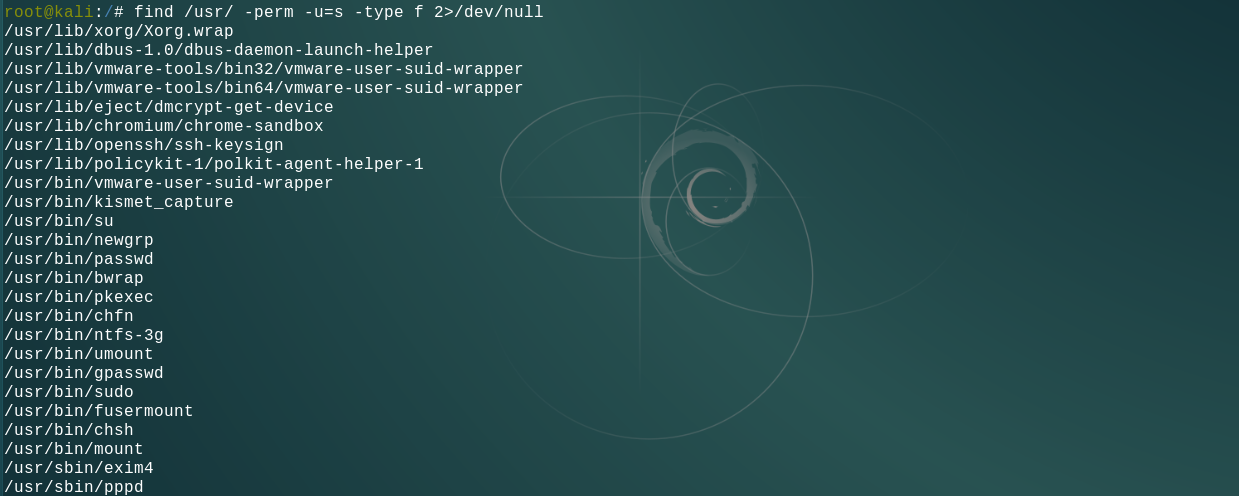 root@kali:/# find /usr/ -perm -u=s -type f 2>/dev/null
/usr/lib/xorg/Xorg.wrap
/usr/lib/dbus-1.0/dbus-daemon-launch-helper
/usr/lib/vmware-tools/bin32/vmware-user-suid-wrapper
/usr/lib/vmware-tools/bin64/vmware-user-suid-wrapper
/usr/lib/eject/dmcrypt-get-device
/usr/lib/chromium/chrome-sandbox
/usr/lib/openssh/ssh-keysign
/usr/lib/policykit-1/polkit-agent-helper-1
/usr/bin/vmware-user-suid-wrapper
/usr/bin/kismet_capture
/usr/bin/su
/usr/bin/newgrp
/usr/bin/passwd
/usr/bin/bwrap
/usr/bin/pkexec
/usr/bin/chfn
/usr/bin/ntfs-3g
/usr/bin/umount
/usr/bin/gpasswd
/usr/bin/sudo
/usr/bin/fusermount
/usr/bin/chsh
/usr/bin/mount
/usr/sbin/exim4
/usr/sbin/pppd